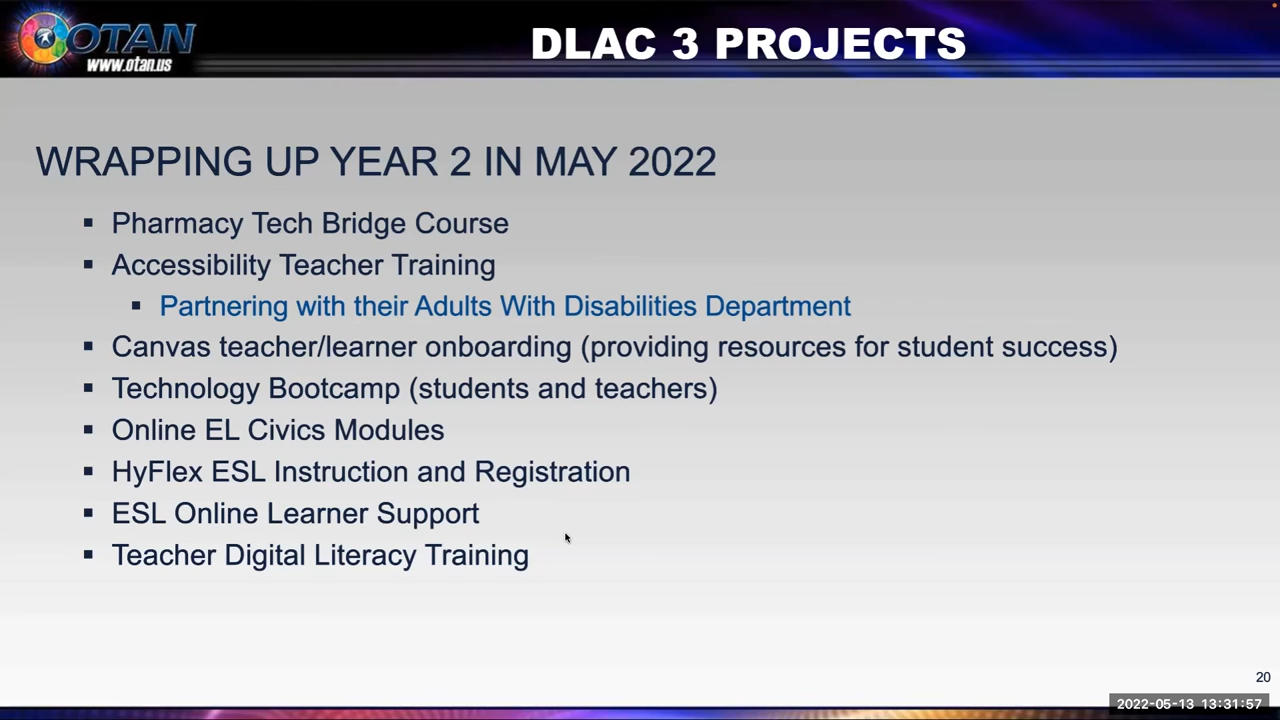 OTAN
www.otan.us
DLAC 3 PROJECTS
WRAPPING UP YEAR 2 IN MAY 2022
▪ Pharmacy Tech Bridge Course
▪ Accessibility Teacher Training
▪ Partnering with their Adults With Disabilities Department
▪ Canvas teacher/learner onboarding (providing resources for student success)
▪ Technology Bootcamp (students and teachers)
▪ Online EL Civics Modules
▪ HyFlex ESL Instruction and Registration
▪ ESL Online Learner Support
▪ Teacher Digital Literacy Training
20
2022-05-13 13:31:57